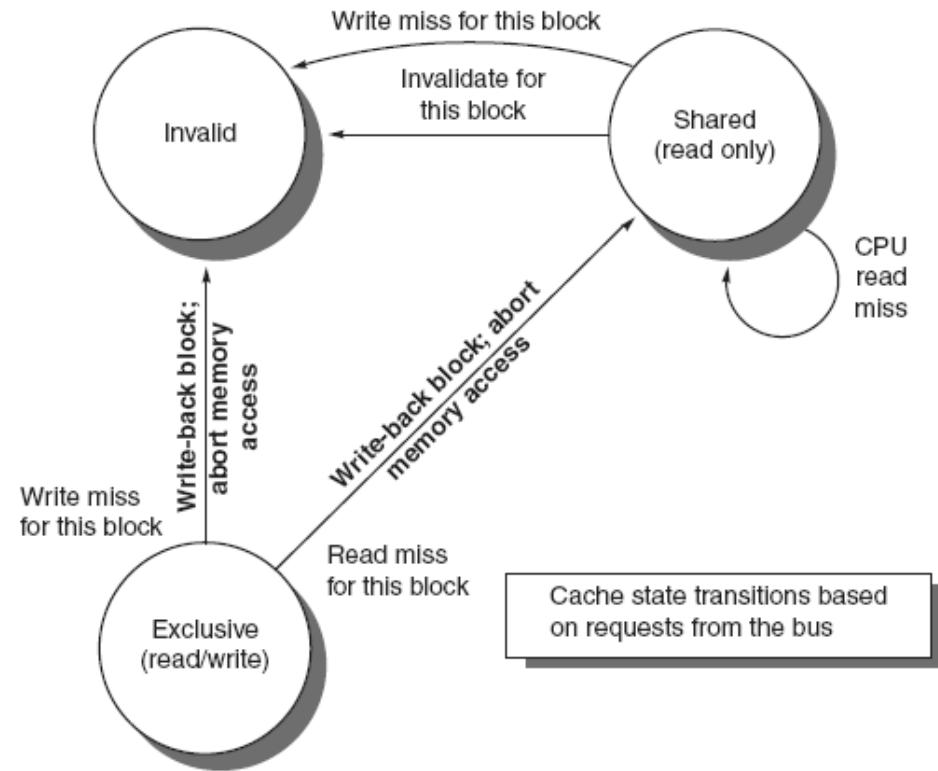 Write miss for this block
Invalidate for
this block
Invalid
Shared
(read only)
CPU
read
miss
Write-back block;
abort memory
access
Write-back block; abort
memory access
Write miss
for this block
Read miss
for this block
Exclusive
(read/write)
Cache state transitions based
on requests from the bus